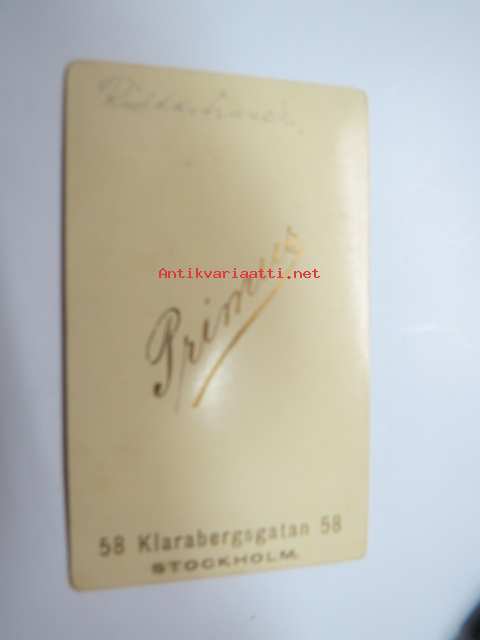 Antikvariaatti.net
Primus
58 Klarabergsgatan 58
STOCKHOLM.